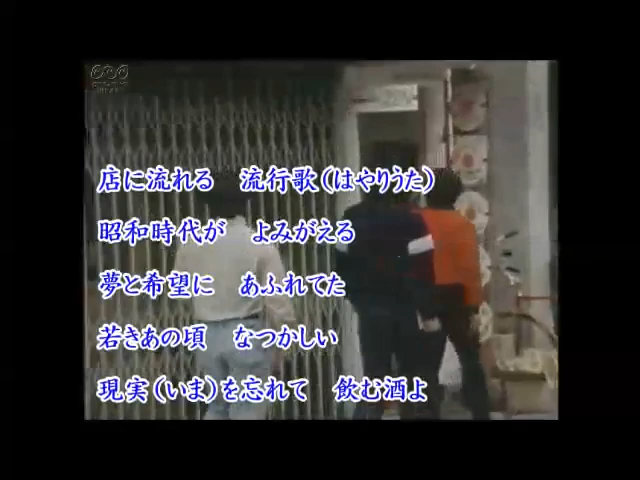 店に流れる　流行歌（はやりうた）
昭和時代が　よみがえる
夢と希望に　あふれてた
若きあの頃　なつかしい
現実（いま）を忘れて　飲む酒よ